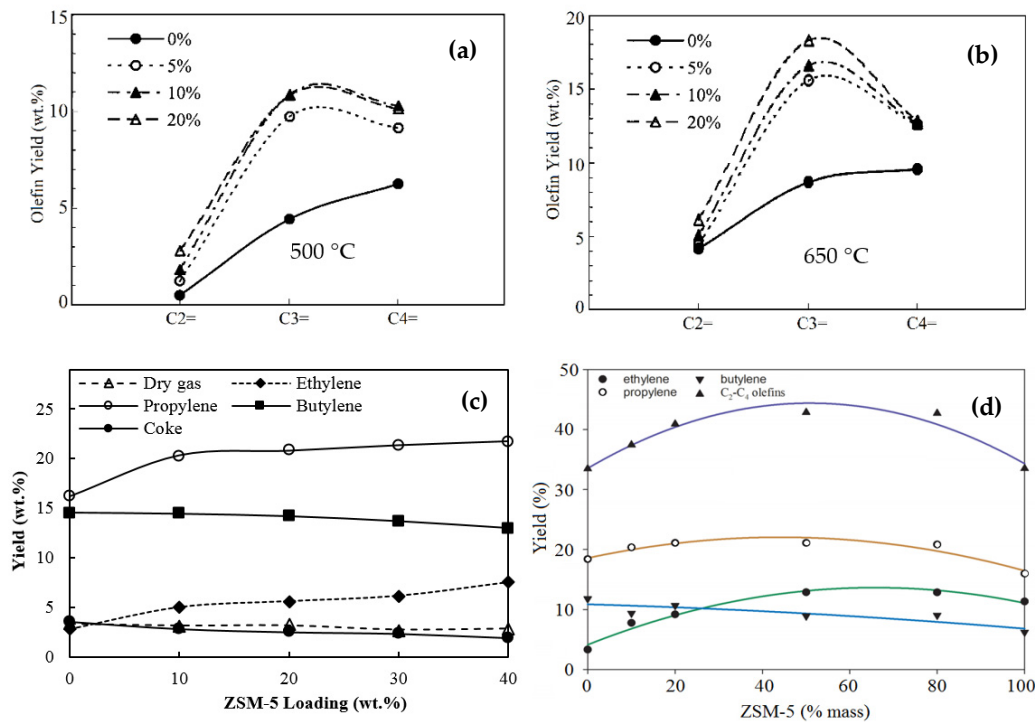 15
10
5
0
Olefin Yield (wt.%)
0%
5%
10%
20%
(a)
500 °C
C2=
C3=
C4=
20
15
10
5
0
Olefin Yield (wt.%)
0%
5%
10%
20%
(b)
650 °C
C2=
C3=
C4=
Dry gas
Ethylene
Propylene
Butylene
Coke
(c)
25
20
15
10
5
0
Yield (wt.%)
0 10 20 30 40
ZSM-5 Loading (wt.%)
50
40
30
20
10
0
Yield (%)
ethylene
butylene
propylene
C₂-C₄ olefins
(d)
0 20 40 60 80 100
ZSM-5 (% mass)